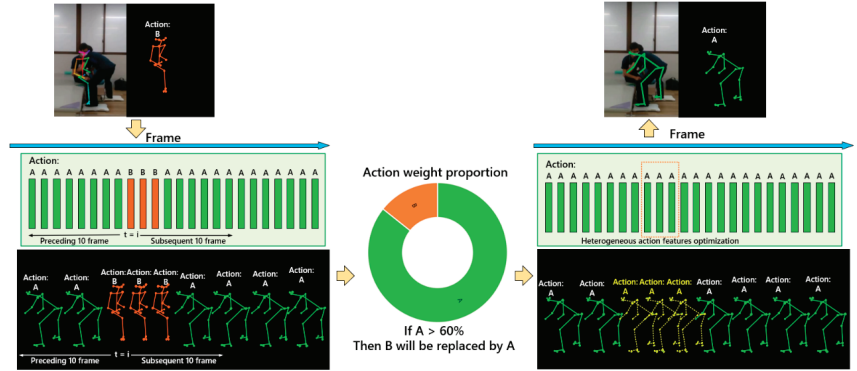 Action:
B
Action:
A
Frame
Frame
Action:
A A A A A A A A B B B A A A A A A A A A A A A A
t = i
Preceding 10 frame
Subsequent 10 frame
Action:
A
Action:
A
Action:
B
Action:
B
Action:
B
Action:
A
Action:
A
Action:
A
Action:
A
Preceding 10 frame
t = i
Subsequent 10 frame
Action weight proportion
B
A
If A > 60%
Then B will be replaced by A
Action:
A A A A A A A A A A A A A A A A A A A A A A A A
Heterogeneous action features optimization
Action:
A
Action:
A
Action:
A
Action:
A
Action:
A
Action:
A
Action:
A
Action:
A
Action:
A